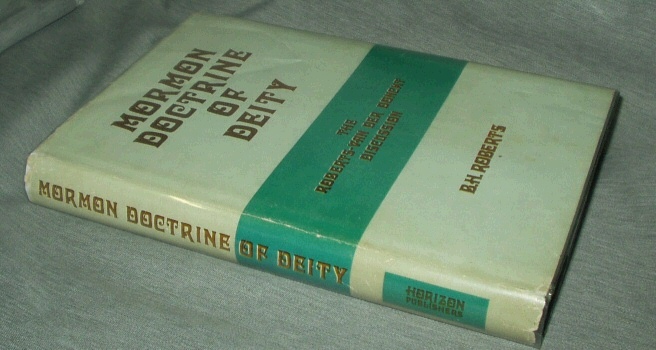 MORMON
DOCTRINE
OF
DEITY
THE
ROBERTS-VAN DER DONCKT
DISCUSSION
B.H. ROBERTS
MORMON DOCTRINE OF DEITY
HORIZON
PUBLISHERS